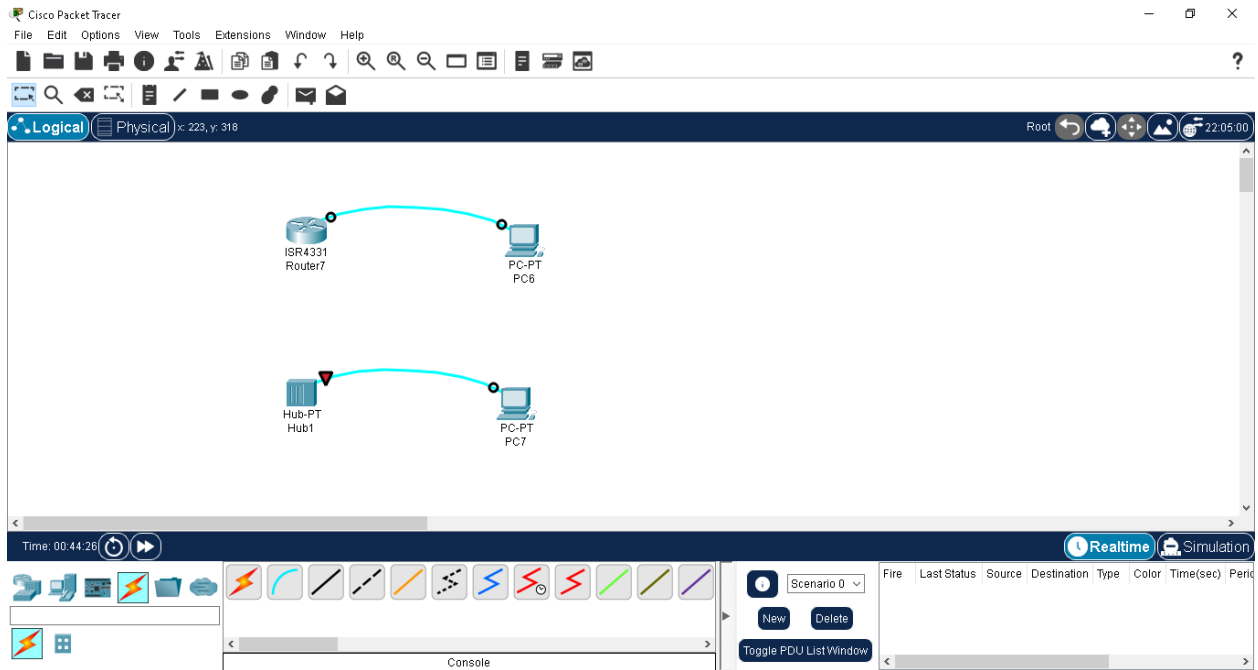 Cisco Packet Tracer
File Edit Options View Tools Extensions Window Help
?
Logical Physical x: 223, y: 318 Root 22:05:00
ISR4331
Router7
PC-PT
PC6
Hub-PT
Hub1
PC-PT
PC7
Time: 00:44:26 Realtime Simulation
Scenario 0
New Delete
Toggle PDU List Window
Fire Last Status Source Destination Type Color Time(sec)
Console